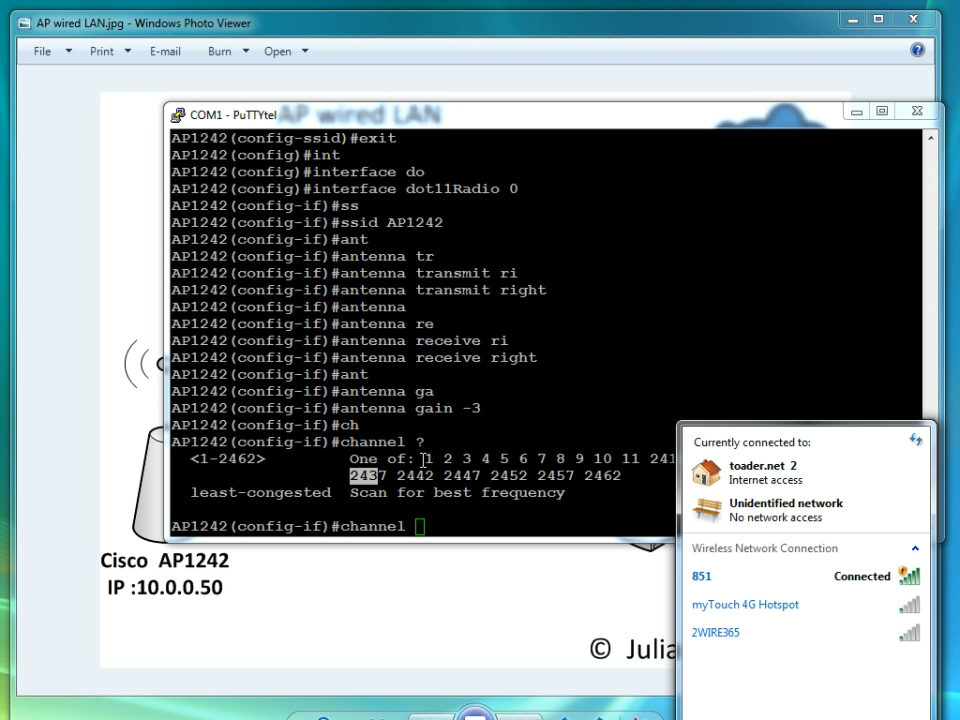 AP wired LAN.jpg - Windows Photo Viewer
File Print E-mail Burn Open
AP wired LAN
COM1 - PuTTYtel
AP1242(config-ssid)#exit
AP1242(config)#int
AP1242(config)#interface do
AP1242(config)#interface dot11Radio 0
AP1242(config-if)#ss
AP1242(config-if)#ssid AP1242
AP1242(config-if)#ant
AP1242(config-if)#antenna tr
AP1242(config-if)#antenna transmit ri
AP1242(config-if)#antenna transmit right
AP1242(config-if)#antenna
AP1242(config-if)#antenna re
AP1242(config-if)#antenna receive ri
AP1242(config-if)#antenna receive right
AP1242(config-if)#ant
AP1242(config-if)#antenna ga
AP1242(config-if)#antenna gain -3
AP1242(config-if)#ch
AP1242(config-if)#channel ?
<1-2462> One of: 1 2 3 4 5 6 7 8 9 10 11 241
2437 2442 2447 2452 2457 2462
least-congested Scan for best frequency
AP1242(config-if)#channel
Cisco AP1242
IP :10.0.0.50
© Julia
Currently connected to:
toader.net 2
Internet access
Unidentified network
No network access
Wireless Network Connection
851 Connected
myTouch 4G Hotspot
2WIRE365